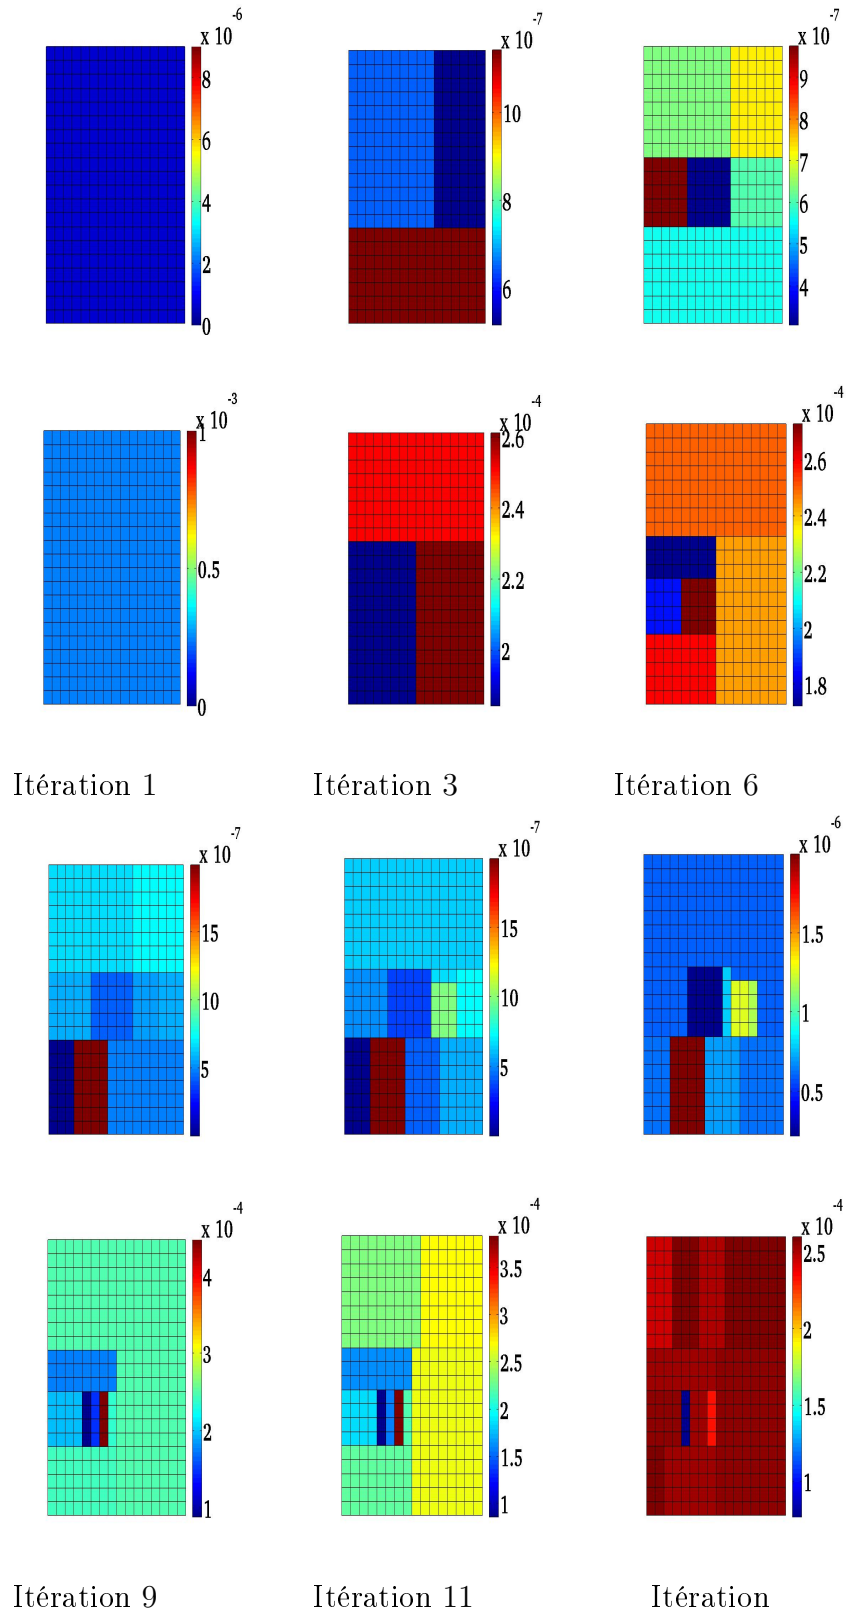 x 10 -6
8
6
4
2
0
x 10 -7
10
8
6
x 10 -7
9
8
7
6
5
4
x 10 -3
1
0.5
0
x 10 -4
2.6
2.4
2.2
2
x 10 -4
2.6
2.4
2.2
2
1.8
Itération 1
Itération 3
Itération 6
x 10 -7
15
10
5
x 10 -7
15
10
5
x 10 -6
1.5
1
0.5
x 10 -4
4
3
2
1
x 10 -4
3.5
3
2.5
2
1.5
1
x 10 -4
2.5
2
1.5
1
Itération 9
Itération 11
Itération